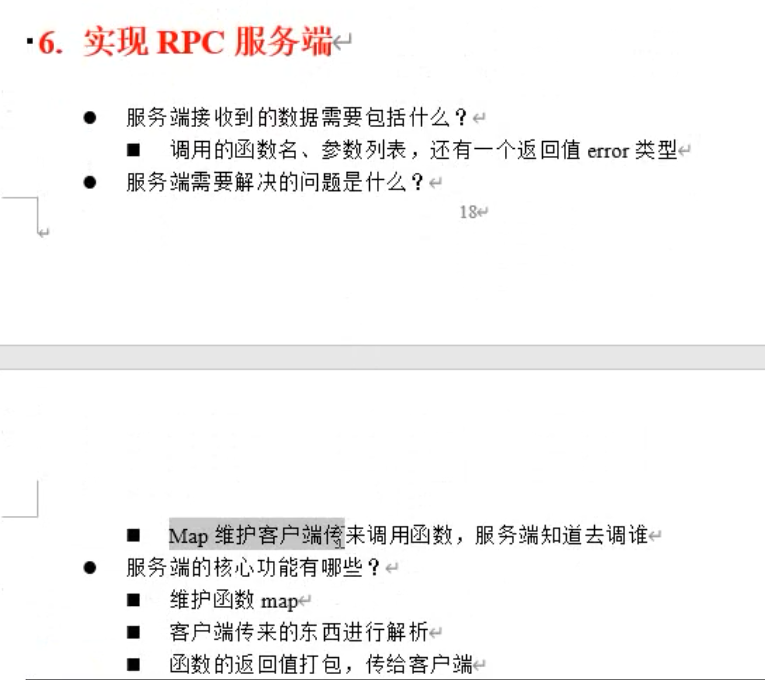 6. 实现 RPC 服务端
● 服务端接收到的数据需要包括什么？
■ 调用的函数名、参数列表，还有一个返回值 error 类型
● 服务端需要解决的问题是什么？
18
■ Map 维护客户端传来调用函数，服务端知道去调谁
● 服务端的核心功能有哪些？
■ 维护函数 map
■ 客户端传来的东西进行解析
■ 函数的返回值打包，传给客户端